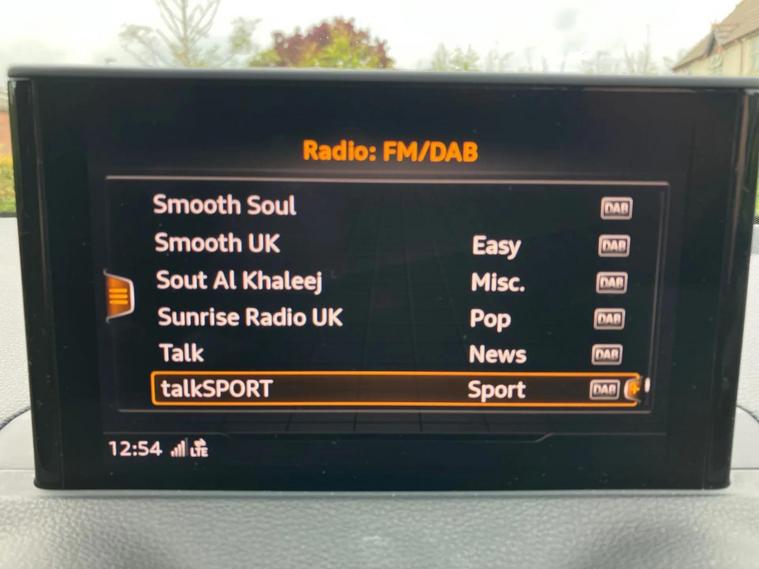 Radio: FM/DAB
Smooth Soul DAB
Smooth UK Easy DAB
Sout Al Khaleej Misc. DAB
Sunrise Radio UK Pop DAB
Talk News DAB
talkSPORT Sport DAB
12:54 LTE